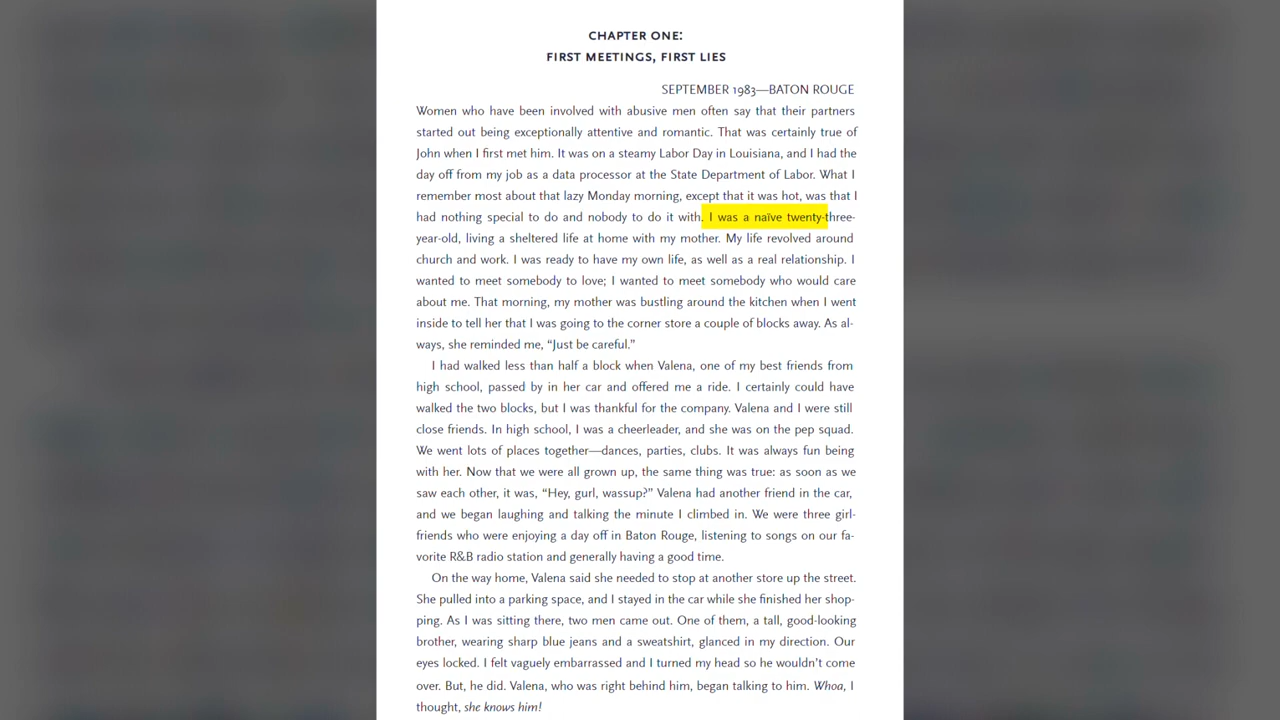 CHAPTER ONE:
FIRST MEETINGS, FIRST LIES
SEPTEMBER 1983—BATON ROUGE
Women who have been involved with abusive men often say that their partners
started out being exceptionally attentive and romantic. That was certainly true of
John when I first met him. It was on a steamy Labor Day in Louisiana, and I had the
day off from my job as a data processor at the State Department of Labor. What I
remember most about that lazy Monday morning, except that it was hot, was that I
had nothing special to do and nobody to do it with. I was a naïve twenty-three-
year-old, living a sheltered life at home with my mother. My life revolved around
church and work. I was ready to have my own life, as well as a real relationship. I
wanted to meet somebody to love; I wanted to meet somebody who would care
about me. That morning, my mother was bustling around the kitchen when I went
inside to tell her that I was going to the corner store a couple of blocks away. As al-
ways, she reminded me, “Just be careful.”
I had walked less than half a block when Valena, one of my best friends from
high school, passed by in her car and offered me a ride. I certainly could have
walked the two blocks, but I was thankful for the company. Valena and I were still
close friends. In high school, I was a cheerleader, and she was on the pep squad.
We went lots of places together—dances, parties, clubs. It was always fun being
with her. Now that we were all grown up, the same thing was true: as soon as we
saw each other, it was, “Hey, gurl, wassup?” Valena had another friend in the car,
and we began laughing and talking the minute I climbed in. We were three girl-
friends who were enjoying a day off in Baton Rouge, listening to songs on our fa-
vorite R&B radio station and generally having a good time.
On the way home, Valena said she needed to stop at another store up the street.
She pulled into a parking space, and I stayed in the car while she finished her shop-
ping. As I was sitting there, two men came out. One of them, a tall, good-looking
brother, wearing sharp blue jeans and a sweatshirt, glanced in my direction. Our
eyes locked. I felt vaguely embarrassed and I turned my head so he wouldn’t come
over. But, he did. Valena, who was right behind him, began talking to him. Whoa, I
thought, she knows him!